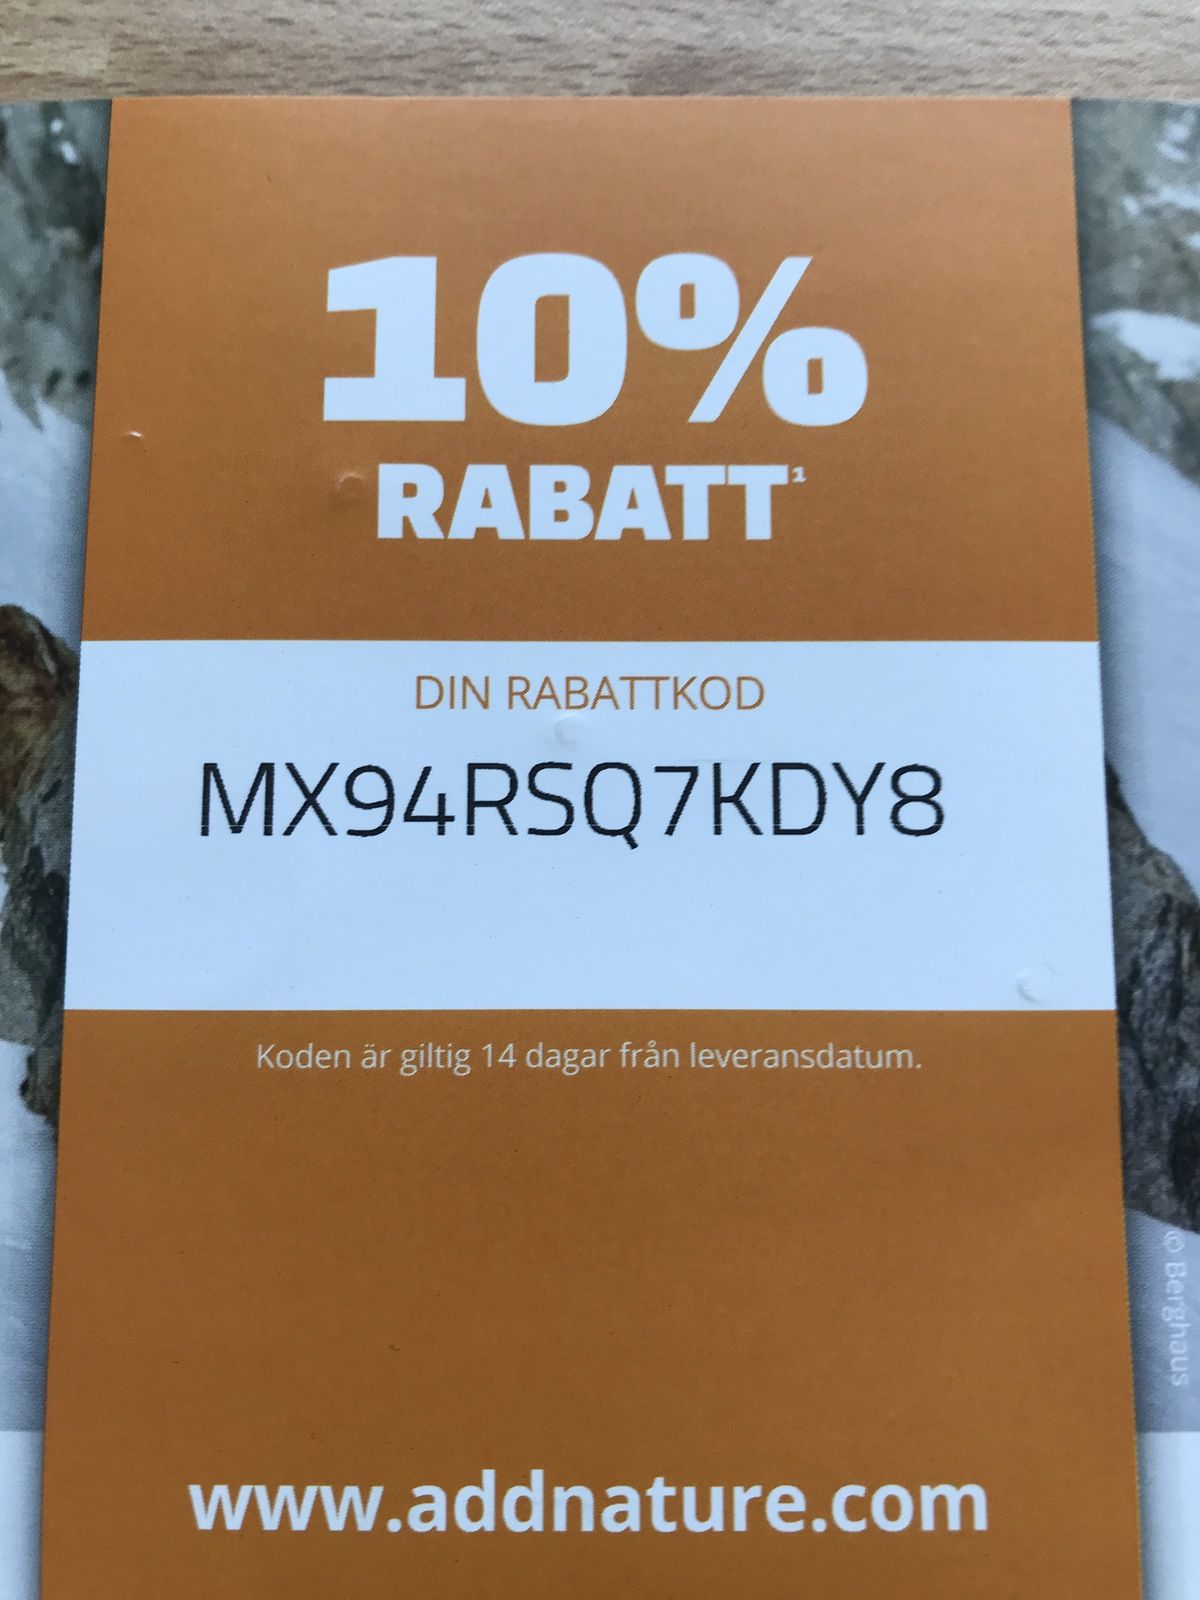 10%
RABATT¹
DIN RABATTKOD
MX94RSQ7KDY8
Koden är giltig 14 dagar från leveransdatum.
© Berghaus
www.addnature.com